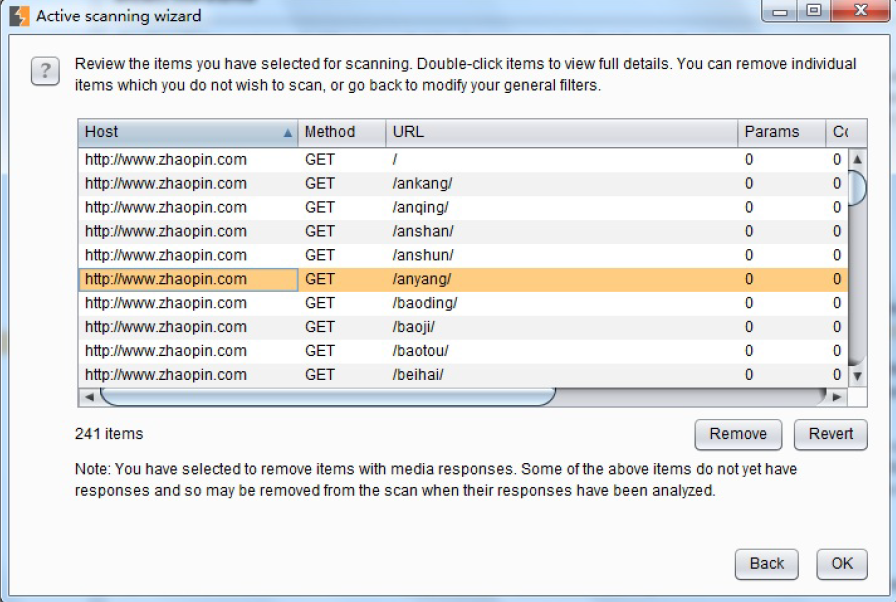 Active scanning wizard
?
Review the items you have selected for scanning. Double-click items to view full details. You can remove individual
items which you do not wish to scan, or go back to modify your general filters.
Host Method URL Params Co
http://www.zhaopin.com GET / 0 0
http://www.zhaopin.com GET /ankang/ 0 0
http://www.zhaopin.com GET /anqing/ 0 0
http://www.zhaopin.com GET /anshan/ 0 0
http://www.zhaopin.com GET /anshun/ 0 0
http://www.zhaopin.com GET /anyang/ 0 0
http://www.zhaopin.com GET /baoding/ 0 0
http://www.zhaopin.com GET /baoji/ 0 0
http://www.zhaopin.com GET /baotou/ 0 0
http://www.zhaopin.com GET /beihai/ 0 0
241 items
Remove Revert
Note: You have selected to remove items with media responses. Some of the above items do not yet have
responses and so may be removed from the scan when their responses have been analyzed.
Back OK